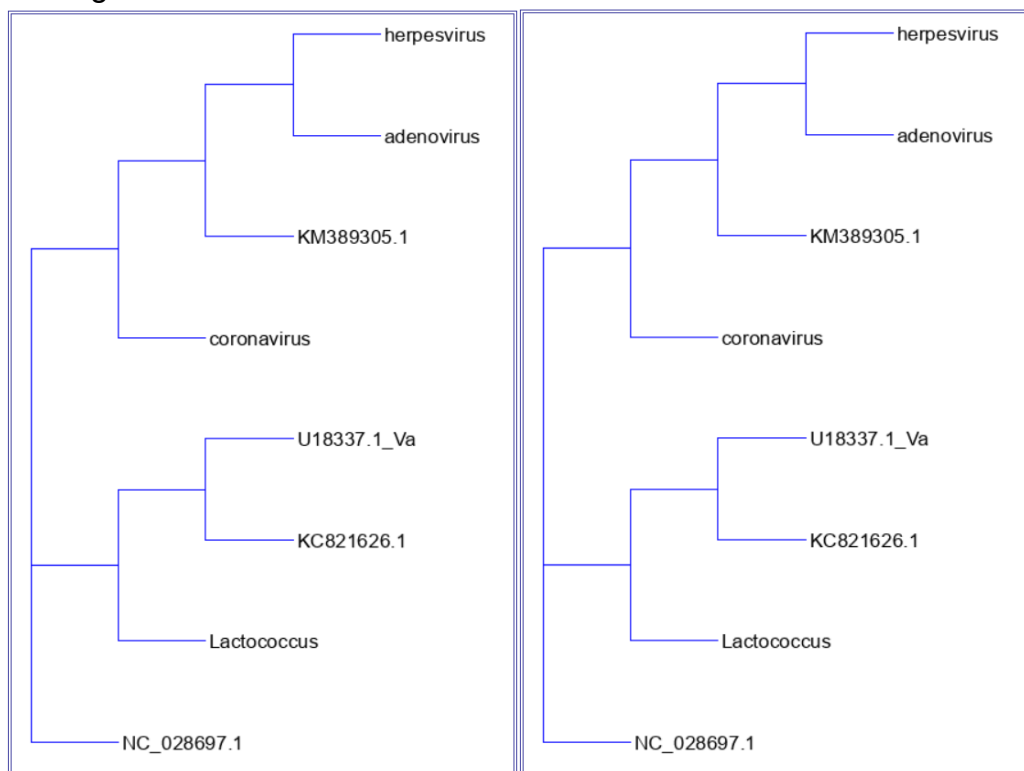 herpesvirus
adenovirus
KM389305.1
coronavirus
U18337.1_Va
KC821626.1
Lactococcus
NC_028697.1
herpesvirus
adenovirus
KM389305.1
coronavirus
U18337.1_Va
KC821626.1
Lactococcus
NC_028697.1